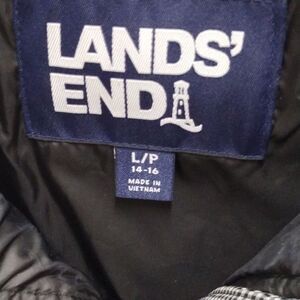 LANDS'
END
L/P
14-16
MADE IN
VIETNAM